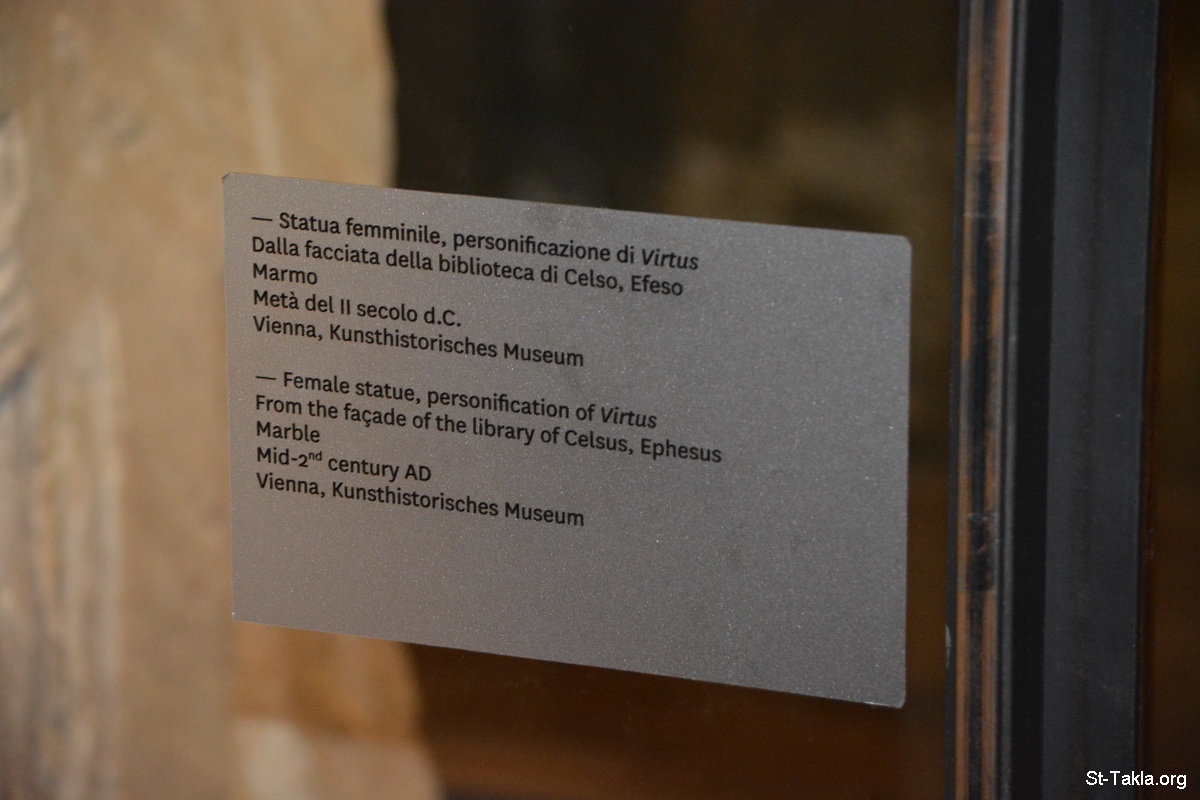 — Statua femminile, personificazione di Virtus
Dalla facciata della biblioteca di Celso, Efeso
Marmo
Metà del II secolo d.C.
Vienna, Kunsthistorisches Museum
— Female statue, personification of Virtus
From the façade of the library of Celsus, Ephesus
Marble
Mid-2nd century AD
Vienna, Kunsthistorisches Museum
St-Takla.org